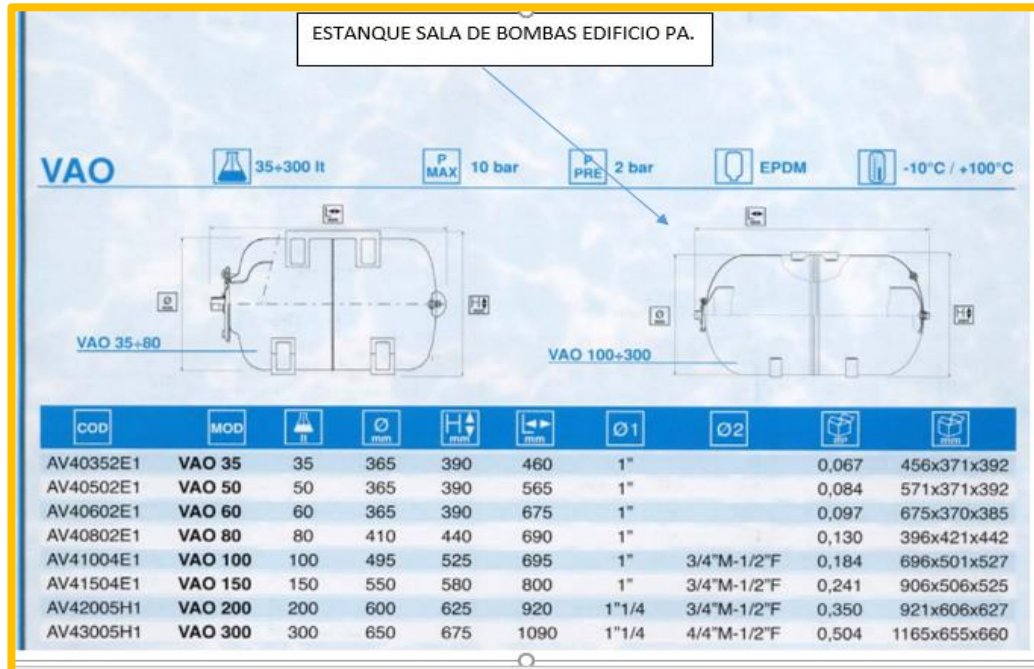 ESTANQUE SALA DE BOMBAS EDIFICIO PA.
VAO 35÷300 lt P MAX 10 bar P PRE 2 bar EPDM -10°C / +100°C
mm
mm
Ø H
Ø H
VAO 35÷80
VAO 100÷300
COD MOD lt Ø mm H mm mm Ø1 Ø2 m³ mm
AV40352E1 VAO 35 35 365 390 460 1" 0,067 456x371x392
AV40502E1 VAO 50 50 365 390 565 1" 0,084 571x371x392
AV40602E1 VAO 60 60 365 390 675 1" 0,097 675x370x385
AV40802E1 VAO 80 80 410 440 690 1" 0,130 396x421x442
AV41004E1 VAO 100 100 495 525 695 1" 3/4"M-1/2"F 0,184 696x501x527
AV41504E1 VAO 150 150 550 580 800 1" 3/4"M-1/2"F 0,241 906x506x525
AV42005H1 VAO 200 200 600 625 920 1"1/4 3/4"M-1/2"F 0,350 921x606x627
AV43005H1 VAO 300 300 650 675 1090 1"1/4 4/4"M-1/2"F 0,504 1165x655x660